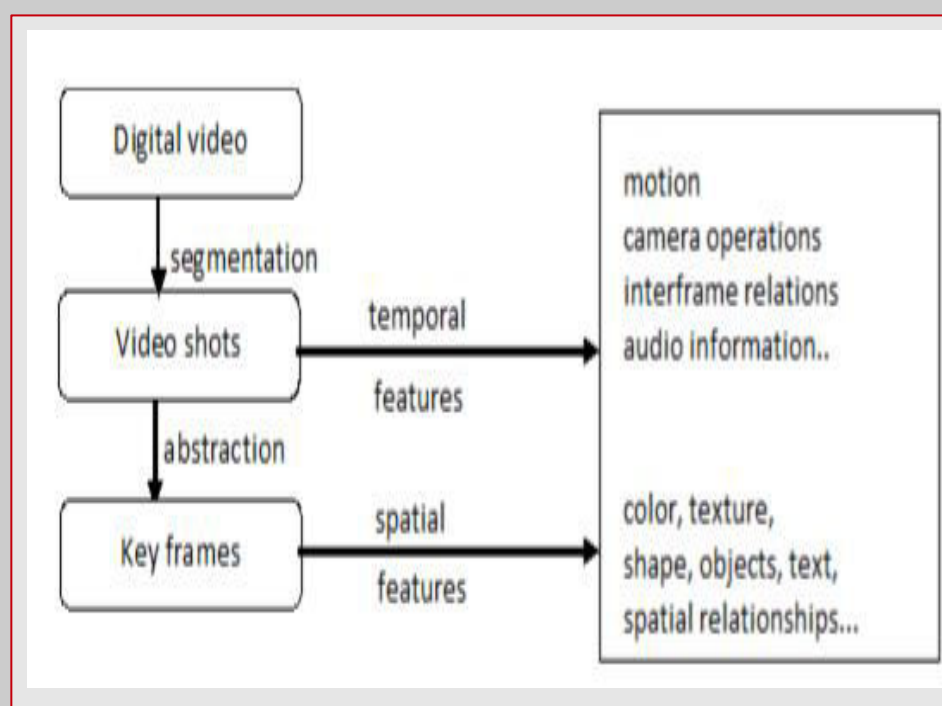 Digital video
segmentation
Video shots
temporal
features
abstraction
Key frames
spatial
features
motion
camera operations
interframe relations
audio information..
color, texture,
shape, objects, text,
spatial relationships...